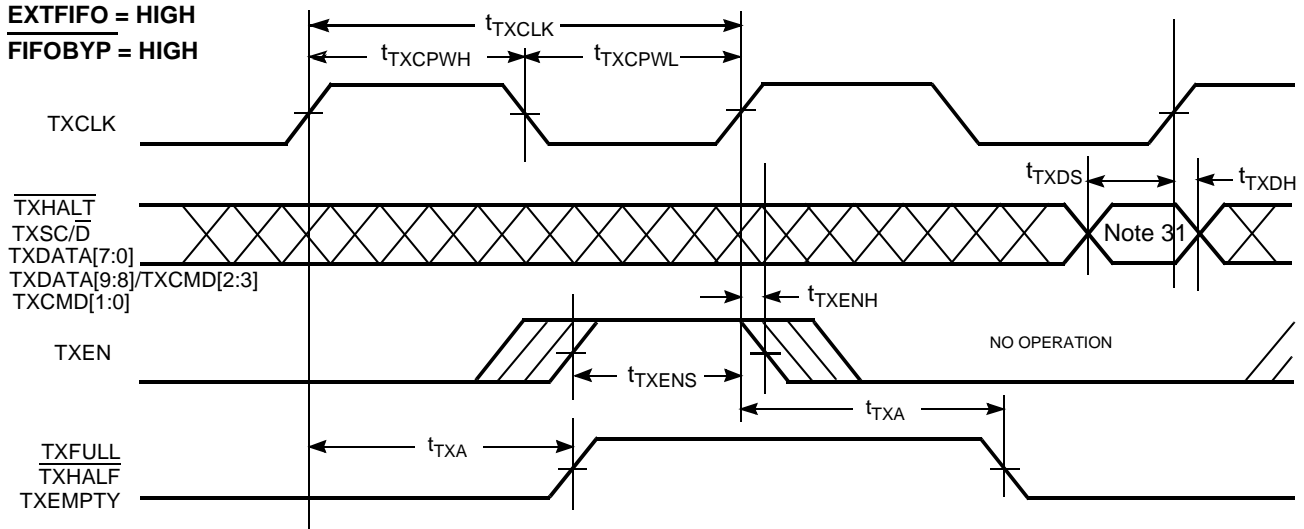 EXTFIFO = HIGH
FIFOBYP = HIGH
tTXCLK
tTXCPWH
tTXCPWL
TXCLK
tTXDS
tTXDH
TXHALT
TXSC/D
TXDATA[7:0]
TXDATA[9:8]/TXCMD[2:3]
TXCMD[1:0]
Note 31
tTXENH
TXEN
NO OPERATION
tTXENS
tTXA
tTXA
TXFULL
TXHALF
TXEMPTY